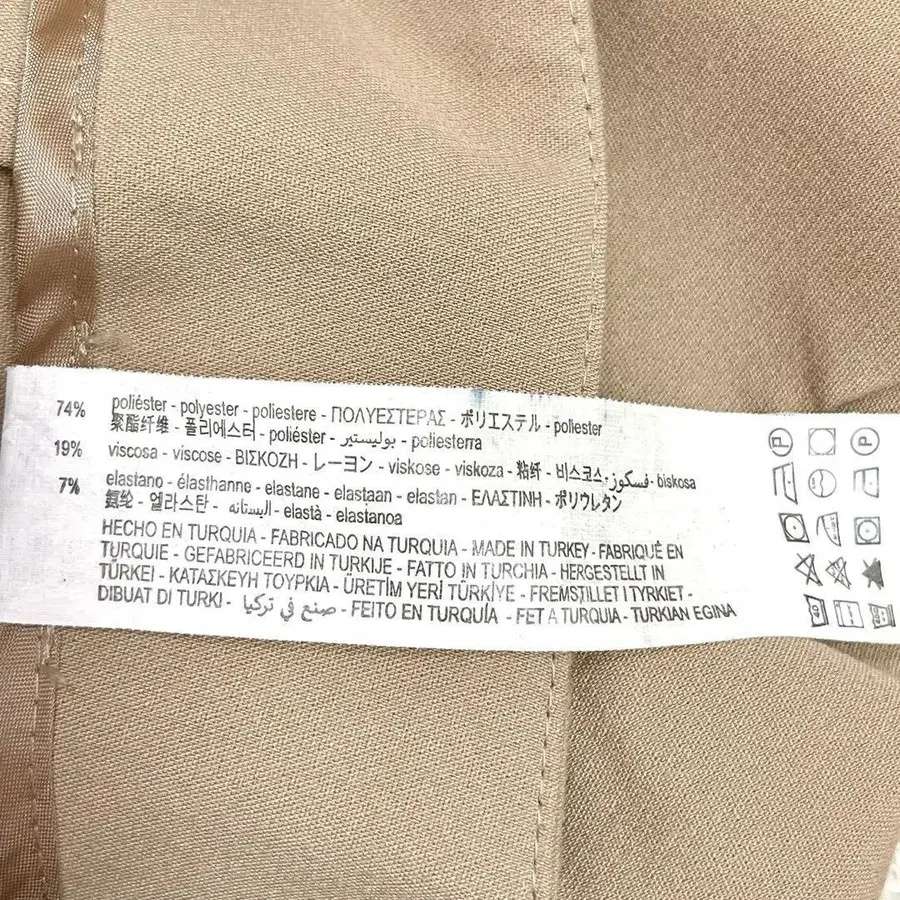 74% poliéster - polyester - poliestere - ΠΟΛΥΕΣΤΕΡΑΣ - ポリエステル - poliester
聚酯纤维 - 폴리에스터 - poliéster - بوليستير - poliesterra
19% viscosa - viscose - ΒΙΣΚΟΖΗ - レーヨン - viskose - viskoza - 粘纤 - ויסקוס - فسكوز - biskosa
7% elastano - élasthanne - elastane - elastaan - elastan - ΕΛΑΣΤΙΝΗ - ポリウレタン
氨纶 - 엘라스탄 - اليستانه - elastà - elastanoa
HECHO EN TURQUIA - FABRICADO NA TURQUIA - MADE IN TURKEY - FABRIQUÉ EN
TURQUIE - GEFABRICEERD IN TURKIJE - FATTO IN TURCHIA - HERGESTELLT IN
TÜRKEI - ΚΑΤΑΣΚΕΥΗ ΤΟΥΡΚΙΑ - ÜRETİM YERİ TÜRKİYE - FREMSTILLET I TYRKIET -
DIBUAT DI TURKI - صنع في تركيا - FEITO EN TURQUÍA - FET A TURQUIA - TURKIAN EGINA